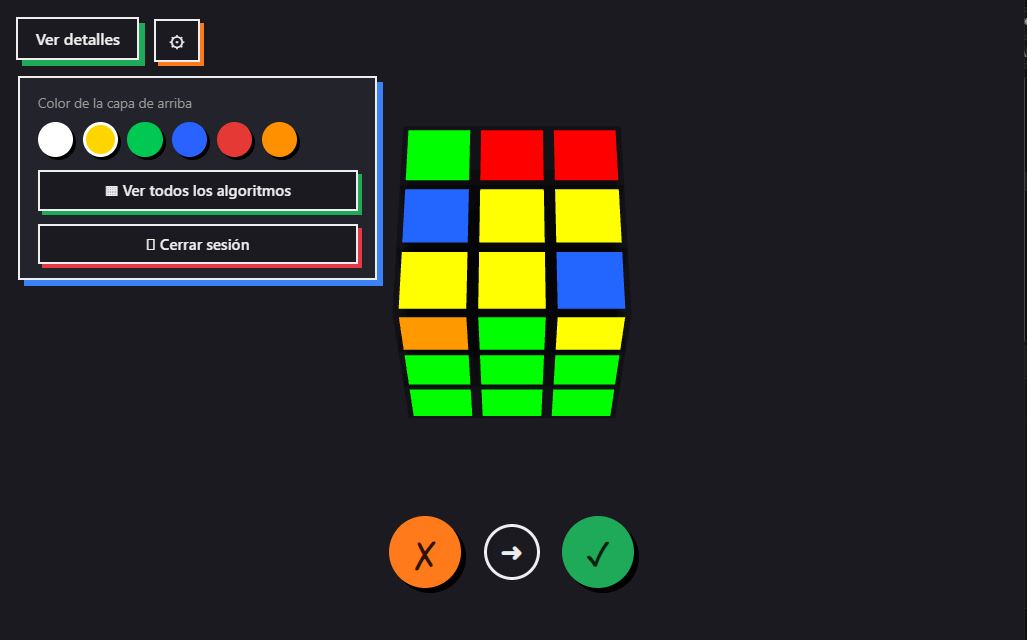 Ver detalles
Color de la capa de arriba
Ver todos los algoritmos
Cerrar sesión